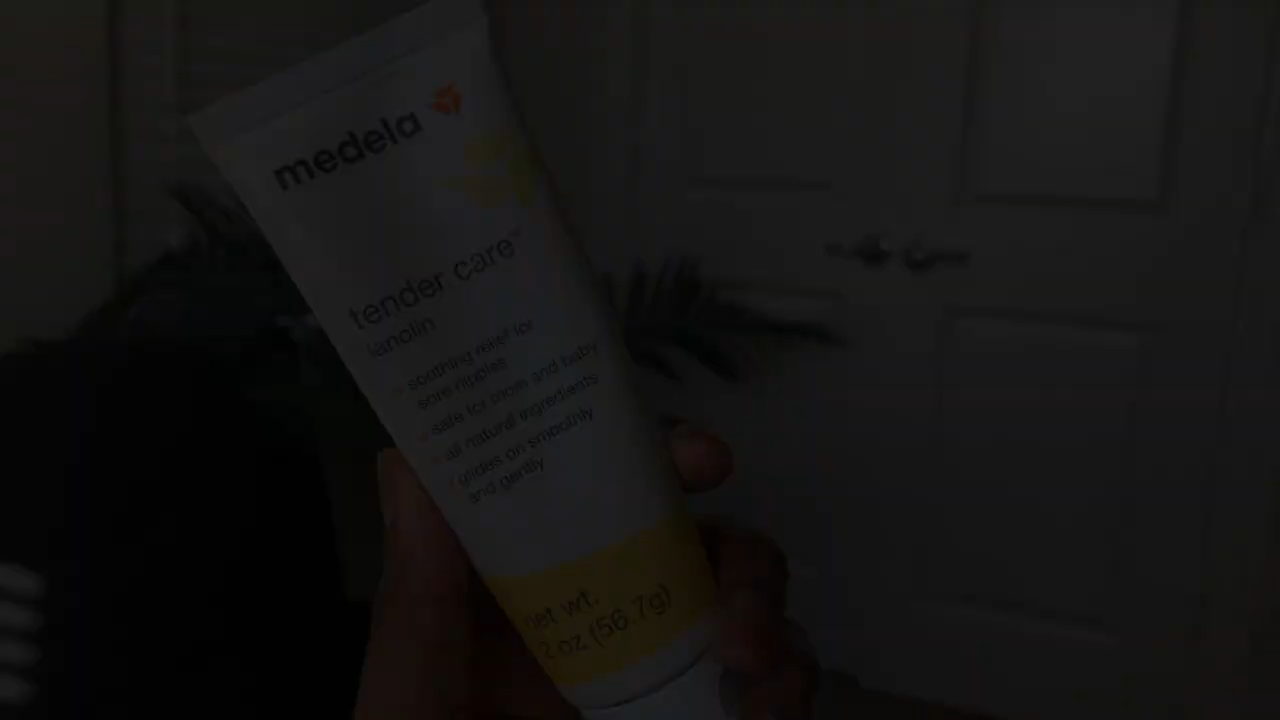 medela
tender care™
lanolin
soothing relief for
sore nipples
safe for mom and baby
all natural ingredients
glides on smoothly
and gently
net wt.
2 oz (56.7g)